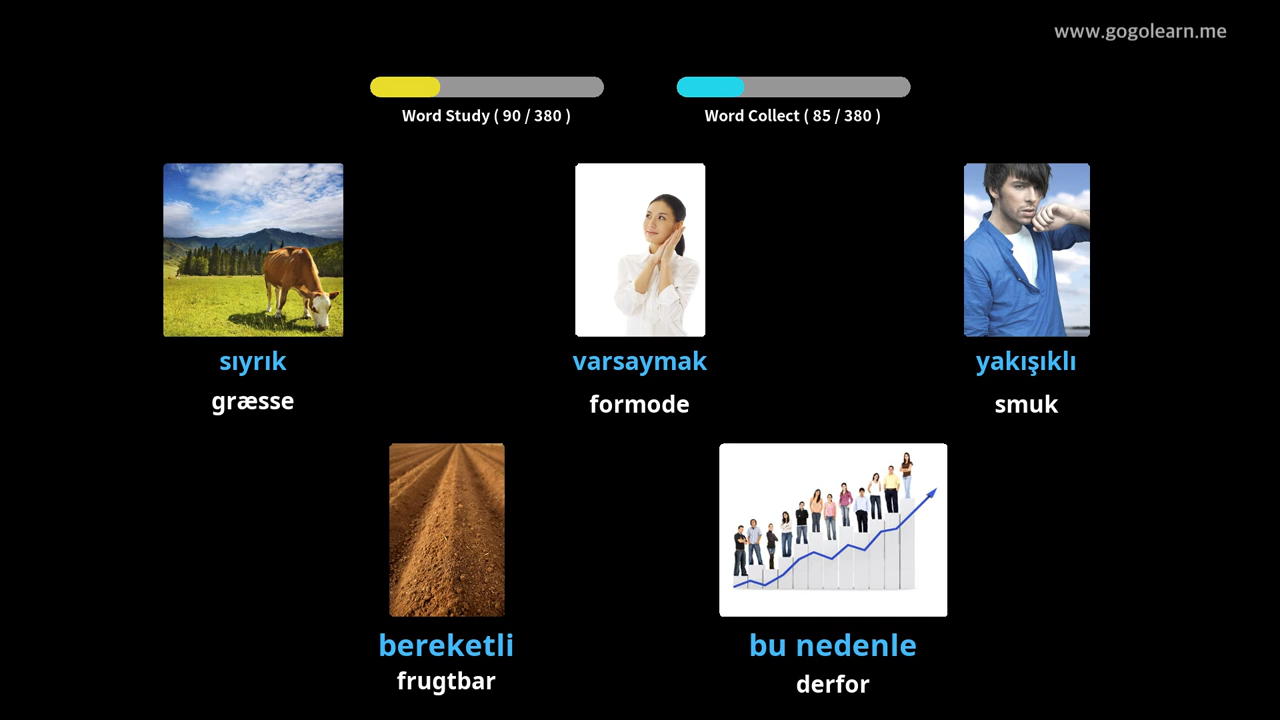 www.gogolearn.me
Word Study ( 90 / 380 )
Word Collect ( 85 / 380 )
sıyrık
varsaymak
yakışıklı
græsse
formode
smuk
bereketli
bu nedenle
frugtbar
derfor